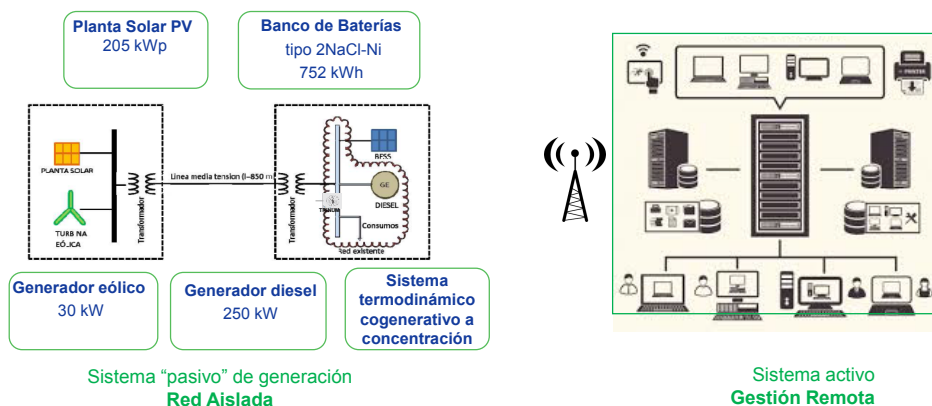 Planta Solar PV
205 kWp
Banco de Baterías
tipo 2NaCl-Ni
752 kWh
PLANTA SOLAR
TURBINA
EÓLICA
Transformador
Linea media tension (l~850 m)
Transformador
BESS
GE
DIESEL
Consumos
Red existente
Generador eólico
30 kW
Generador diesel
250 kW
Sistema
termodinámico
cogenerativo a
concentración
Sistema “pasivo” de generación
Red Aislada
PRINTER
Sistema activo
Gestión Remota